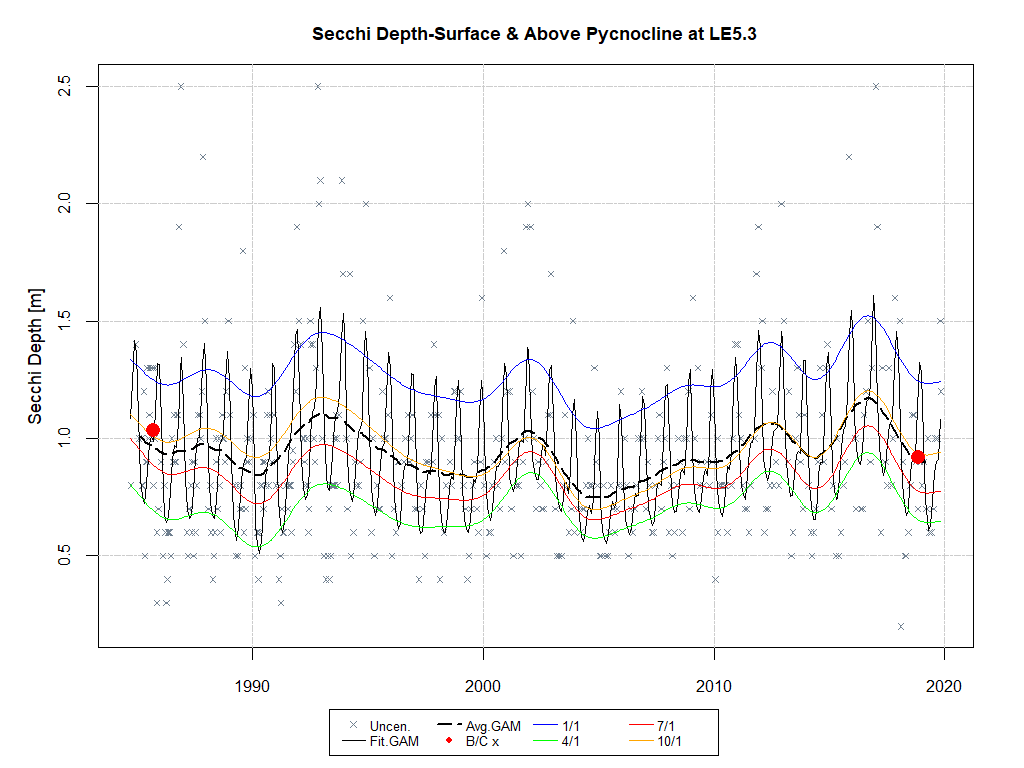 Secchi Depth-Surface & Above Pycnocline at LE5.3
Secchi Depth [m]
2.5
2.0
1.5
1.0
0.5
1990 2000 2010 2020
Uncen. Avg.GAM 1/1 7/1
Fit.GAM B/C x 4/1 10/1